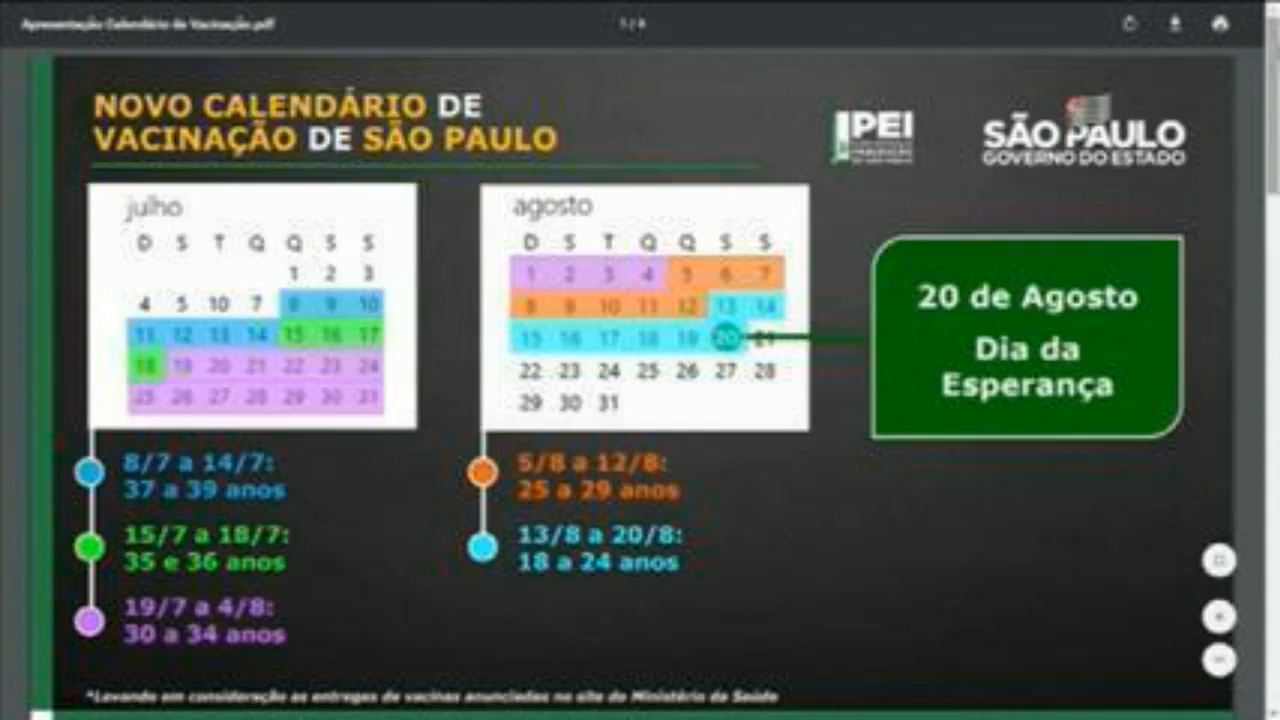 Apresentação Calendário de Vacinação.pdf
NOVO CALENDÁRIO DE
VACINAÇÃO DE SÃO PAULO
PEI
SÃO PAULO
GOVERNO DO ESTADO
julho
D S T Q Q S S
1 2 3
4 5 10 7 8 9 10
11 12 13 14 15 16 17
18 19 20 21 22 23 24
25 26 27 28 29 30 31
8/7 a 14/7:
37 a 39 anos
15/7 a 18/7:
35 e 36 anos
19/7 a 4/8:
30 a 34 anos
agosto
D S T Q Q S S
1 2 3 4 5 6 7
8 9 10 11 12 13 14
15 16 17 18 19 20 21
22 23 24 25 26 27 28
29 30 31
5/8 a 12/8:
25 a 29 anos
13/8 a 20/8:
18 a 24 anos
20 de Agosto
Dia da
Esperança
*Levando em consideração as entregas de vacinas anunciadas no site do Ministério da Saúde